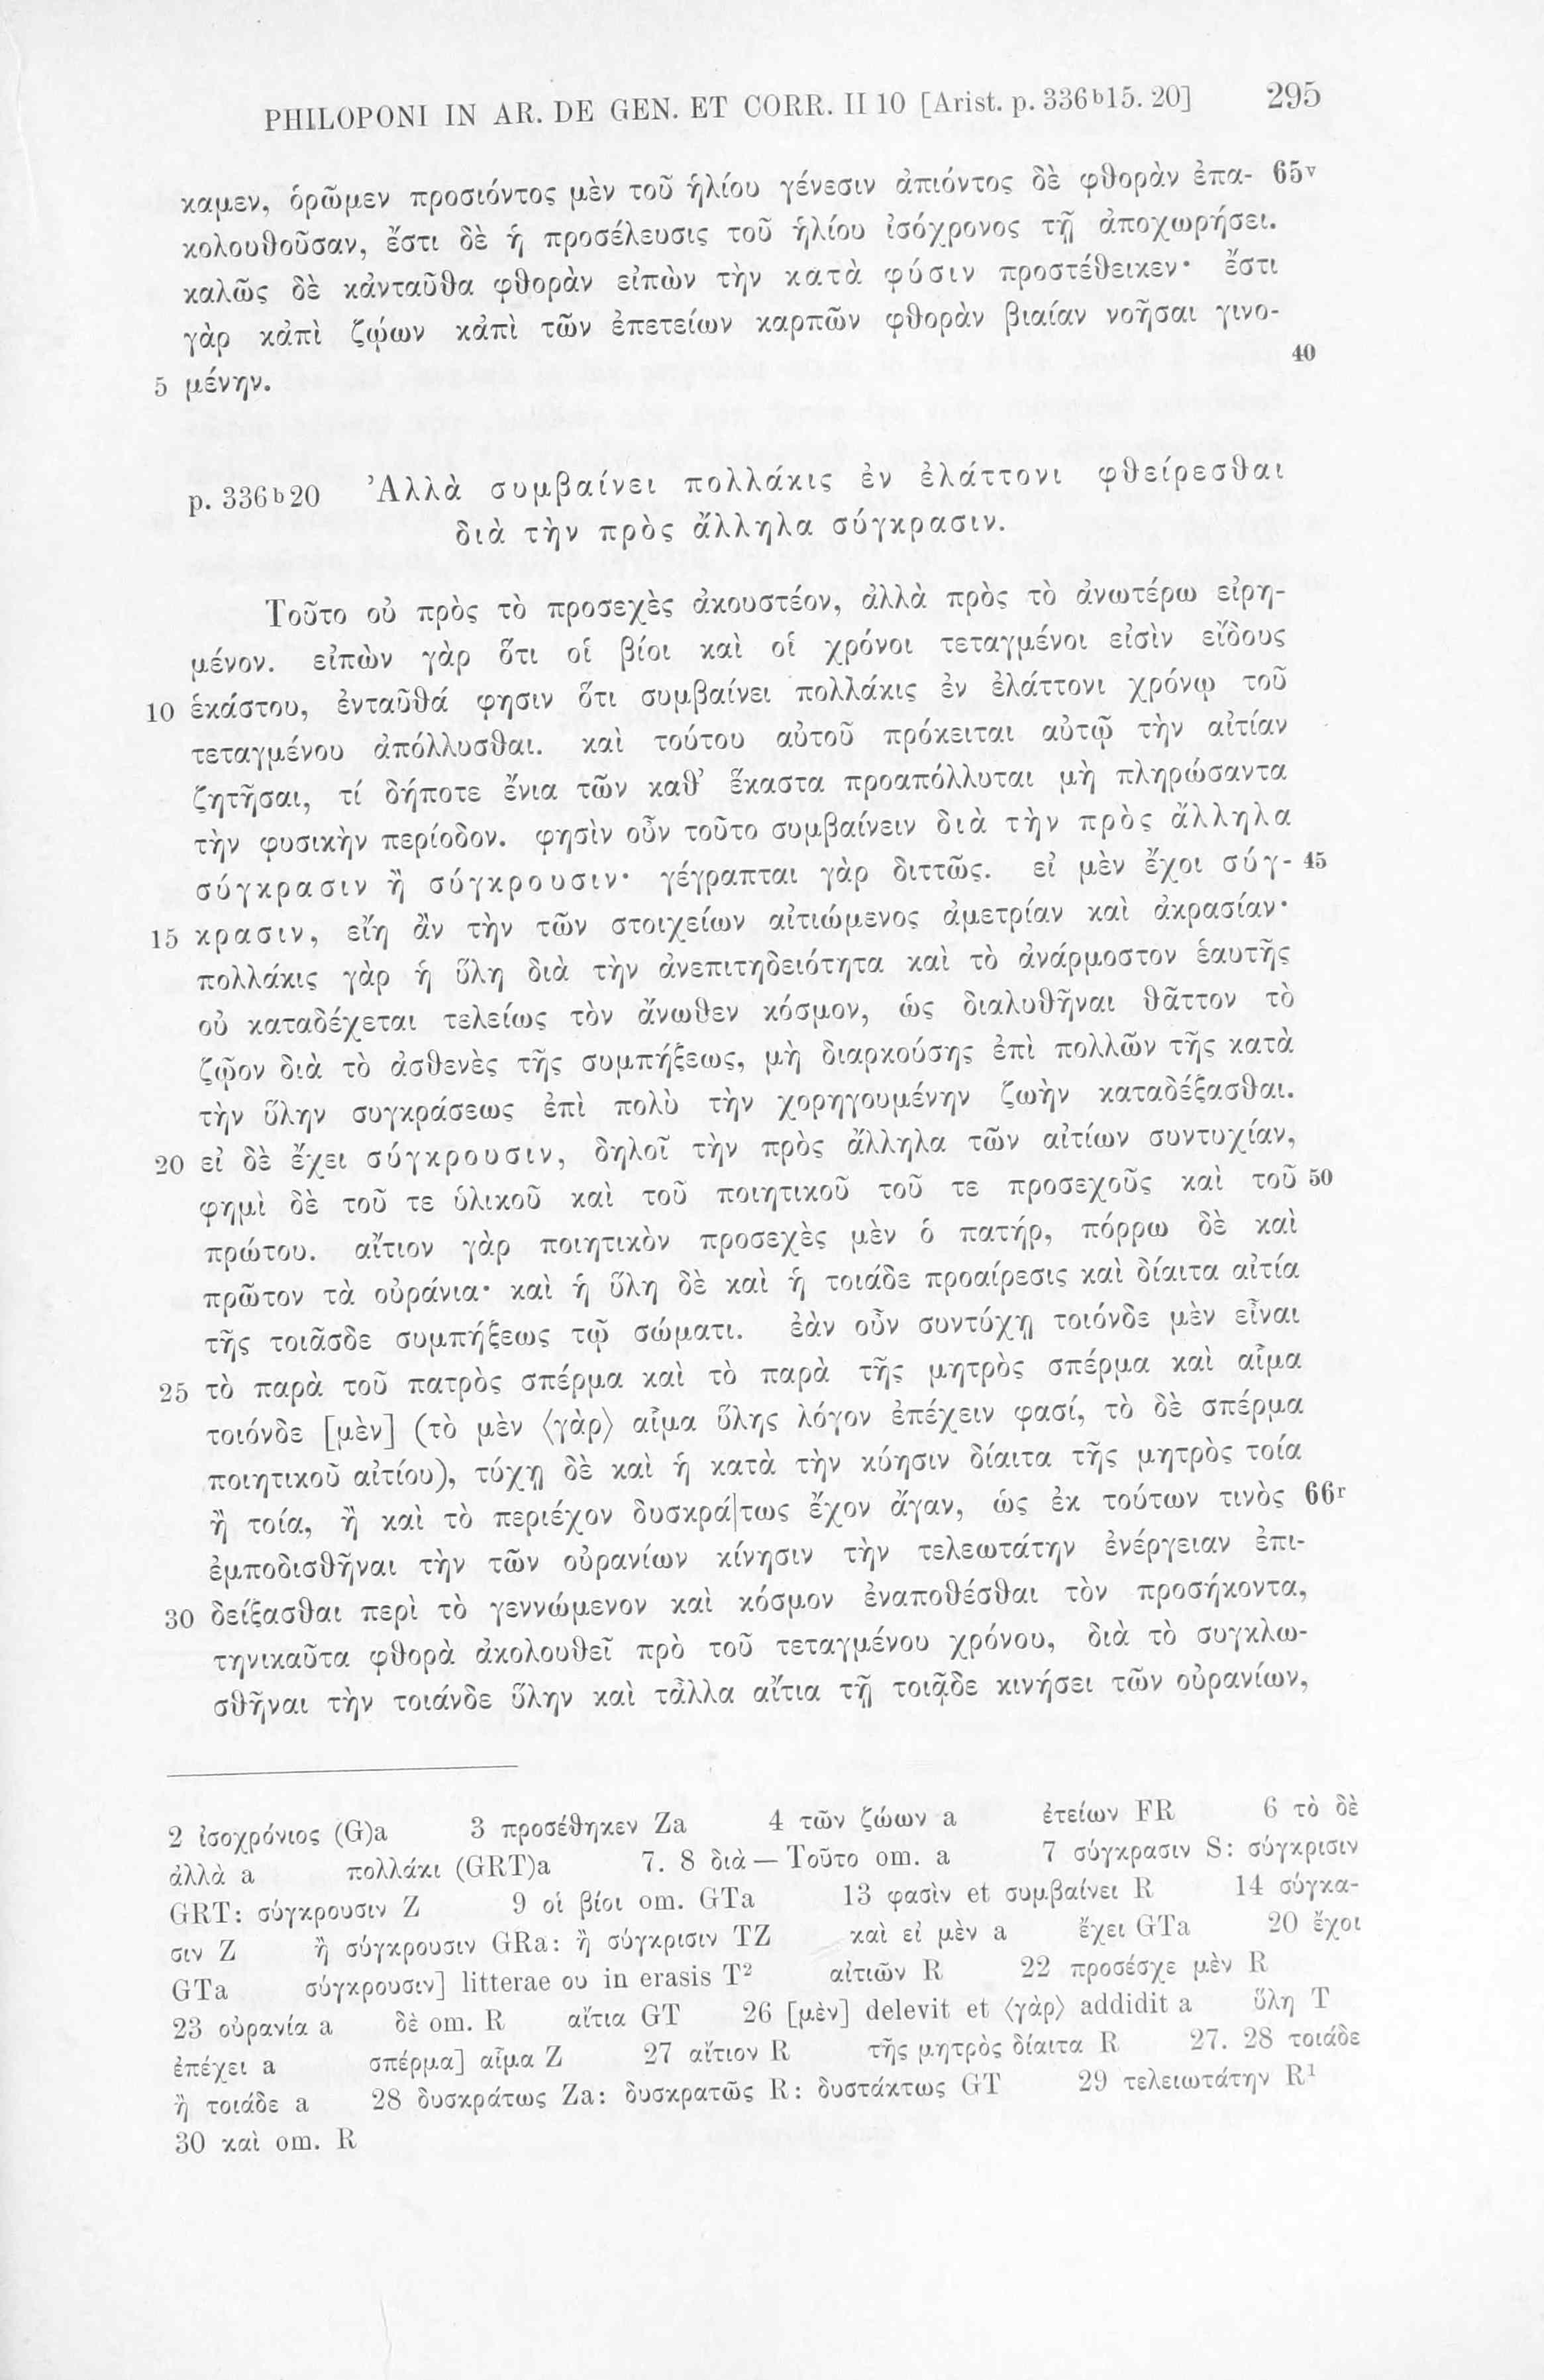 PHILOPONI IN AR. DE GEN. ET CORR. II 10 [Arist. p. 336ᵇ15. 20] 295
καμεν, ὁρῶμεν προσιόντος μὲν τοῦ ἡλίου γένεσιν ἀπιόντος δὲ φθορὰν ἐπα- 65ᵛ
κολουθοῦσαν, ἔστι δὲ ἡ προσέλευσις τοῦ ἡλίου ἰσόχρονος τῇ ἀποχωρήσει.
καλῶς δὲ κἀνταῦθα φθορὰν εἰπὼν τὴν κατὰ φύσιν προστέθεικεν· ἔστι
γὰρ κἀπὶ ζῴων κἀπὶ τῶν ἐπετείων καρπῶν φθορὰν βιαίαν νοῆσαι γινο-
5 μένην. 40
p. 336ᵇ20 Ἀλλὰ συμβαίνει πολλάκις ἐν ἐλάττονι φθείρεσθαι
διὰ τὴν πρὸς ἄλληλα σύγκρασιν.
Τοῦτο οὐ πρὸς τὸ προσεχὲς ἀκουστέον, ἀλλὰ πρὸς τὸ ἀνωτέρω εἰρη-
μένον. εἰπὼν γὰρ ὅτι οἱ βίοι καὶ οἱ χρόνοι τεταγμένοι εἰσὶν εἴδους
10 ἑκάστου, ἐνταῦθά φησιν ὅτι συμβαίνει πολλάκις ἐν ἐλάττονι χρόνῳ τοῦ
τεταγμένου ἀπόλλυσθαι. καὶ τούτου αὐτοῦ πρόκειται αὐτῷ τὴν αἰτίαν
ζητῆσαι, τί δήποτε ἔνια τῶν καθ’ ἕκαστα προαπόλλυται μὴ πληρώσαντα
τὴν φυσικὴν περίοδον. φησὶν οὖν τοῦτο συμβαίνειν διὰ τὴν πρὸς ἄλληλα
σύγκρασιν ἢ σύγκρουσιν· γέγραπται γὰρ διττῶς. εἰ μὲν ἔχοι σύγ- 45
15 κρασιν, εἴη ἂν τὴν τῶν στοιχείων αἰτιώμενος ἀμετρίαν καὶ ἀκρασίαν·
πολλάκις γὰρ ἡ ὕλη διὰ τὴν ἀνεπιτηδειότητα καὶ τὸ ἀνάρμοστον ἑαυτῆς
οὐ καταδέχεται τελείως τὸν ἄνωθεν κόσμον, ὡς διαλυθῆναι θᾶττον τὸ
ζῷον διὰ τὸ ἀσθενὲς τῆς συμπήξεως, μὴ διαρκούσης ἐπὶ πολλῶν τῆς κατὰ
τὴν ὕλην συγκράσεως ἐπὶ πολὺ τὴν χορηγουμένην ζωὴν καταδέξασθαι.
20 εἰ δὲ ἔχει σύγκρουσιν, δηλοῖ τὴν πρὸς ἄλληλα τῶν αἰτίων συντυχίαν,
φημὶ δὲ τοῦ τε ὑλικοῦ καὶ τοῦ ποιητικοῦ τοῦ τε προσεχοῦς καὶ τοῦ 50
πρώτου. αἴτιον γὰρ ποιητικὸν προσεχὲς μὲν ὁ πατήρ, πόρρω δὲ καὶ
πρῶτον τὰ οὐράνια· καὶ ἡ ὕλη δὲ καὶ ἡ τοιάδε προαίρεσις καὶ δίαιτα αἰτία
τῆς τοιᾶσδε συμπήξεως τῷ σώματι. ἐὰν οὖν συντύχῃ τοιόνδε μὲν εἶναι
25 τὸ παρὰ τοῦ πατρὸς σπέρμα καὶ τὸ παρὰ τῆς μητρὸς σπέρμα καὶ αἷμα
τοιόνδε [μὲν] (τὸ μὲν ⟨γὰρ⟩ αἷμα ὕλης λόγον ἐπέχειν φασί, τὸ δὲ σπέρμα
ποιητικοῦ αἰτίου), τύχῃ δὲ καὶ ἡ κατὰ τὴν κύησιν δίαιτα τῆς μητρὸς τοία
ἢ τοία, ἢ καὶ τὸ περιέχον δυσκρά|τως ἔχον ἄγαν, ὡς ἐκ τούτων τινὸς 66ʳ
ἐμποδισθῆναι τὴν τῶν οὐρανίων κίνησιν τὴν τελεωτάτην ἐνέργειαν ἐπι-
30 δείξασθαι περὶ τὸ γεννώμενον καὶ κόσμον ἐναποθέσθαι τὸν προσήκοντα,
τηνικαῦτα φθορὰ ἀκολουθεῖ πρὸ τοῦ τεταγμένου χρόνου, διὰ τὸ συγκλω-
σθῆναι τὴν τοιάνδε ὕλην καὶ τἆλλα αἴτια τῇ τοιᾷδε κινήσει τῶν οὐρανίων,
2 ἰσοχρόνιος (G)a 3 προσέθηκεν Za 4 τῶν ζώων a ἐτείων FR 6 τὸ δὲ
ἀλλὰ a πολλάκι (GRT)a 7. 8 διὰ — Τοῦτο om. a 7 σύγκρασιν S: σύγκρισιν
GRT: σύγκρουσιν Z 9 οἱ βίοι om. GTa 13 φασὶν et συμβαίνει R 14 σύγκα-
σιν Z ἢ σύγκρουσιν GRa: ἢ σύγκρισιν TZ καὶ εἰ μὲν a ἔχει GTa 20 ἔχοι
GTa σύγκρουσιν] litterae ου in erasis T² αἰτιῶν R 22 προσέσχε μὲν R
23 οὐρανία a δὲ om. R αἴτια GT 26 [μὲν] delevit et ⟨γὰρ⟩ addidit a ὕλη T
ἐπέχει a σπέρμα] αἷμα Z 27 αἴτιον R τῆς μητρὸς δίαιτα R 27. 28 τοιάδε
ἢ τοιάδε a 28 δυσκράτως Za: δυσκρατῶς R: δυστάκτως GT 29 τελειωτάτην R¹
30 καὶ om. R